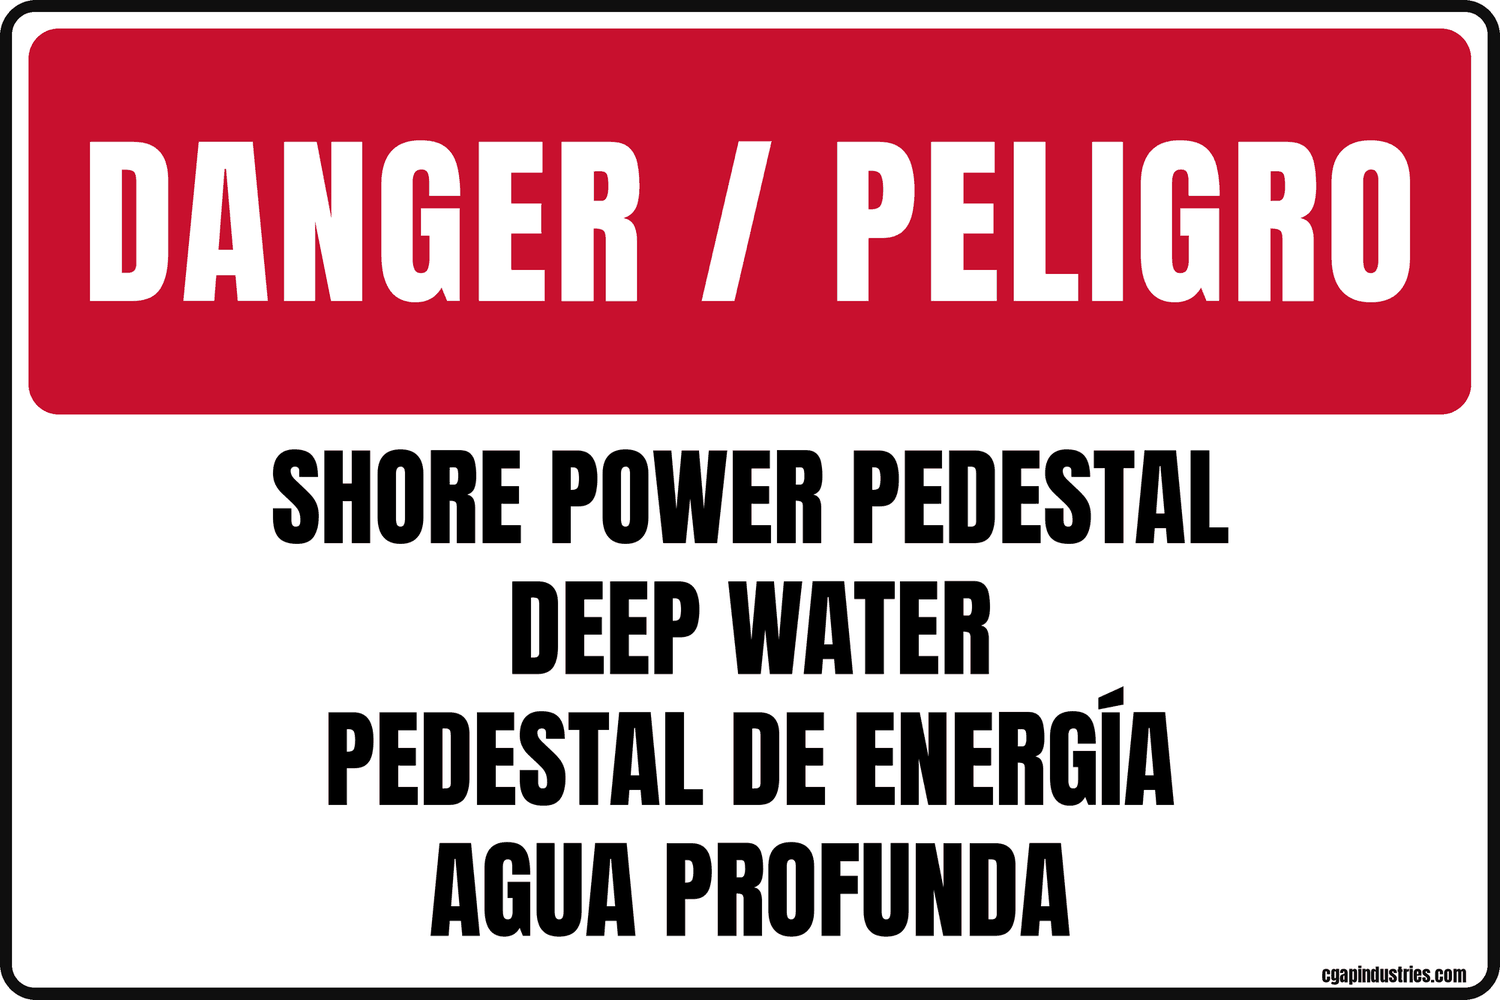 DANGER / PELIGRO
SHORE POWER PEDESTAL
DEEP WATER
PEDESTAL DE ENERGÍA
AGUA PROFUNDA
cgapindustries.com